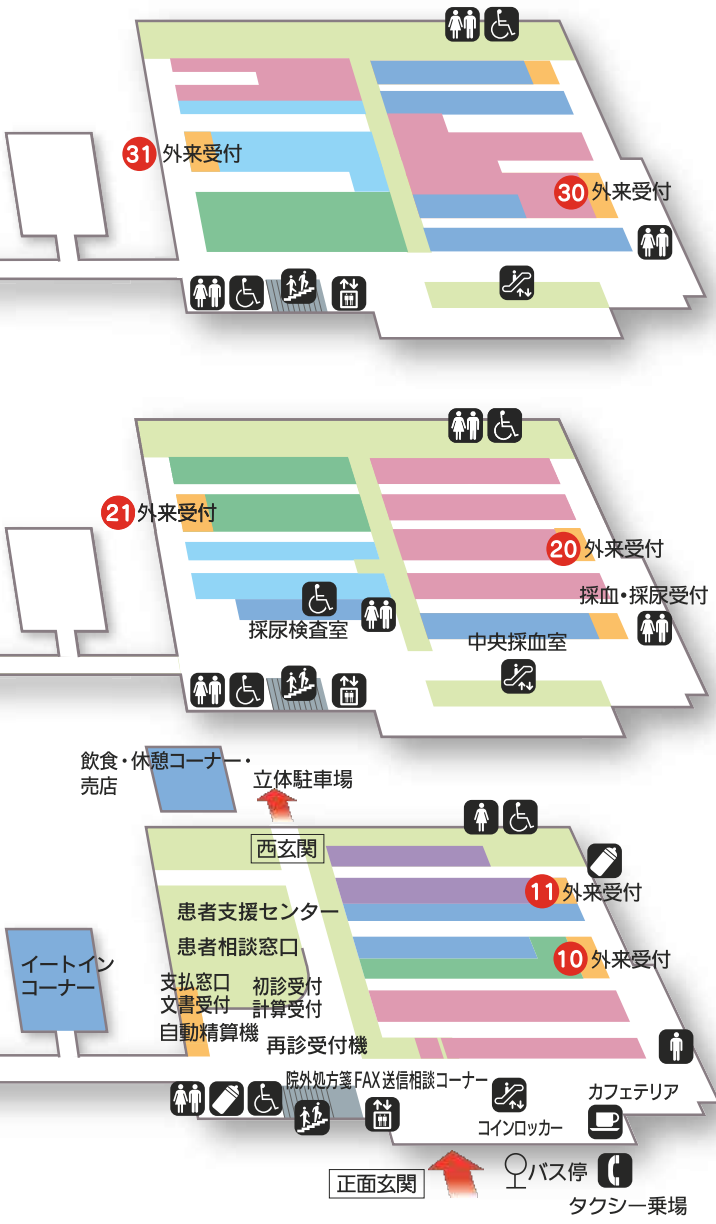 31 外来受付
30 外来受付
21 外来受付
20 外来受付
採血・採尿受付
採尿検査室
中央採血室
飲食・休憩コーナー・
売店
立体駐車場
西玄関
11 外来受付
患者支援センター
患者相談窓口
10 外来受付
イートイン
コーナー
支払窓口
文書受付
自動精算機
初診受付
計算受付
再診受付機
院外処方箋FAX送信相談コーナー
カフェテリア
コインロッカー
正面玄関
バス停
タクシー乗場